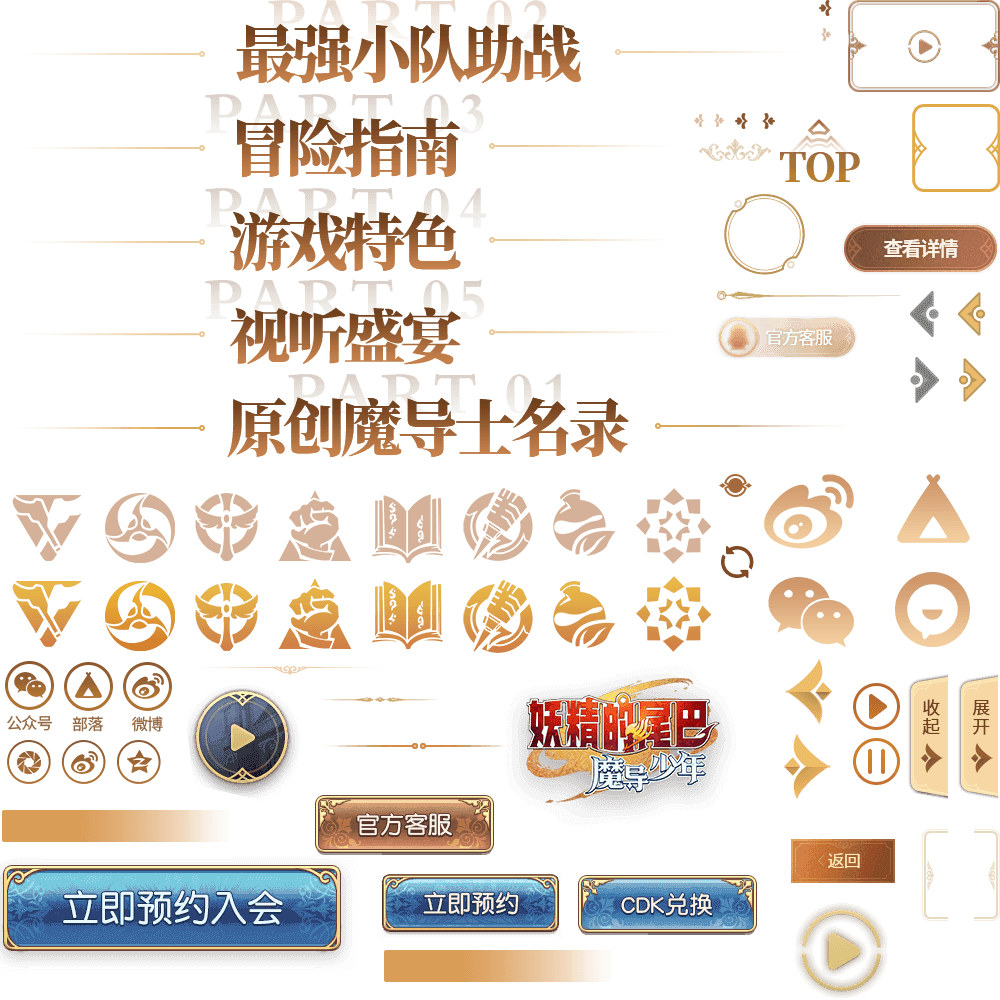 PART 02
最强小队助战
PART 03
冒险指南
TOP
PART 04
游戏特色
查看详情
PART 05
视听盛宴
官方客服
PART 01
原创魔导士名录
公众号
部落
微博
妖精的尾巴
魔导少年
收起
展开
官方客服
返回
立即预约入会
立即预约
CDK兑换